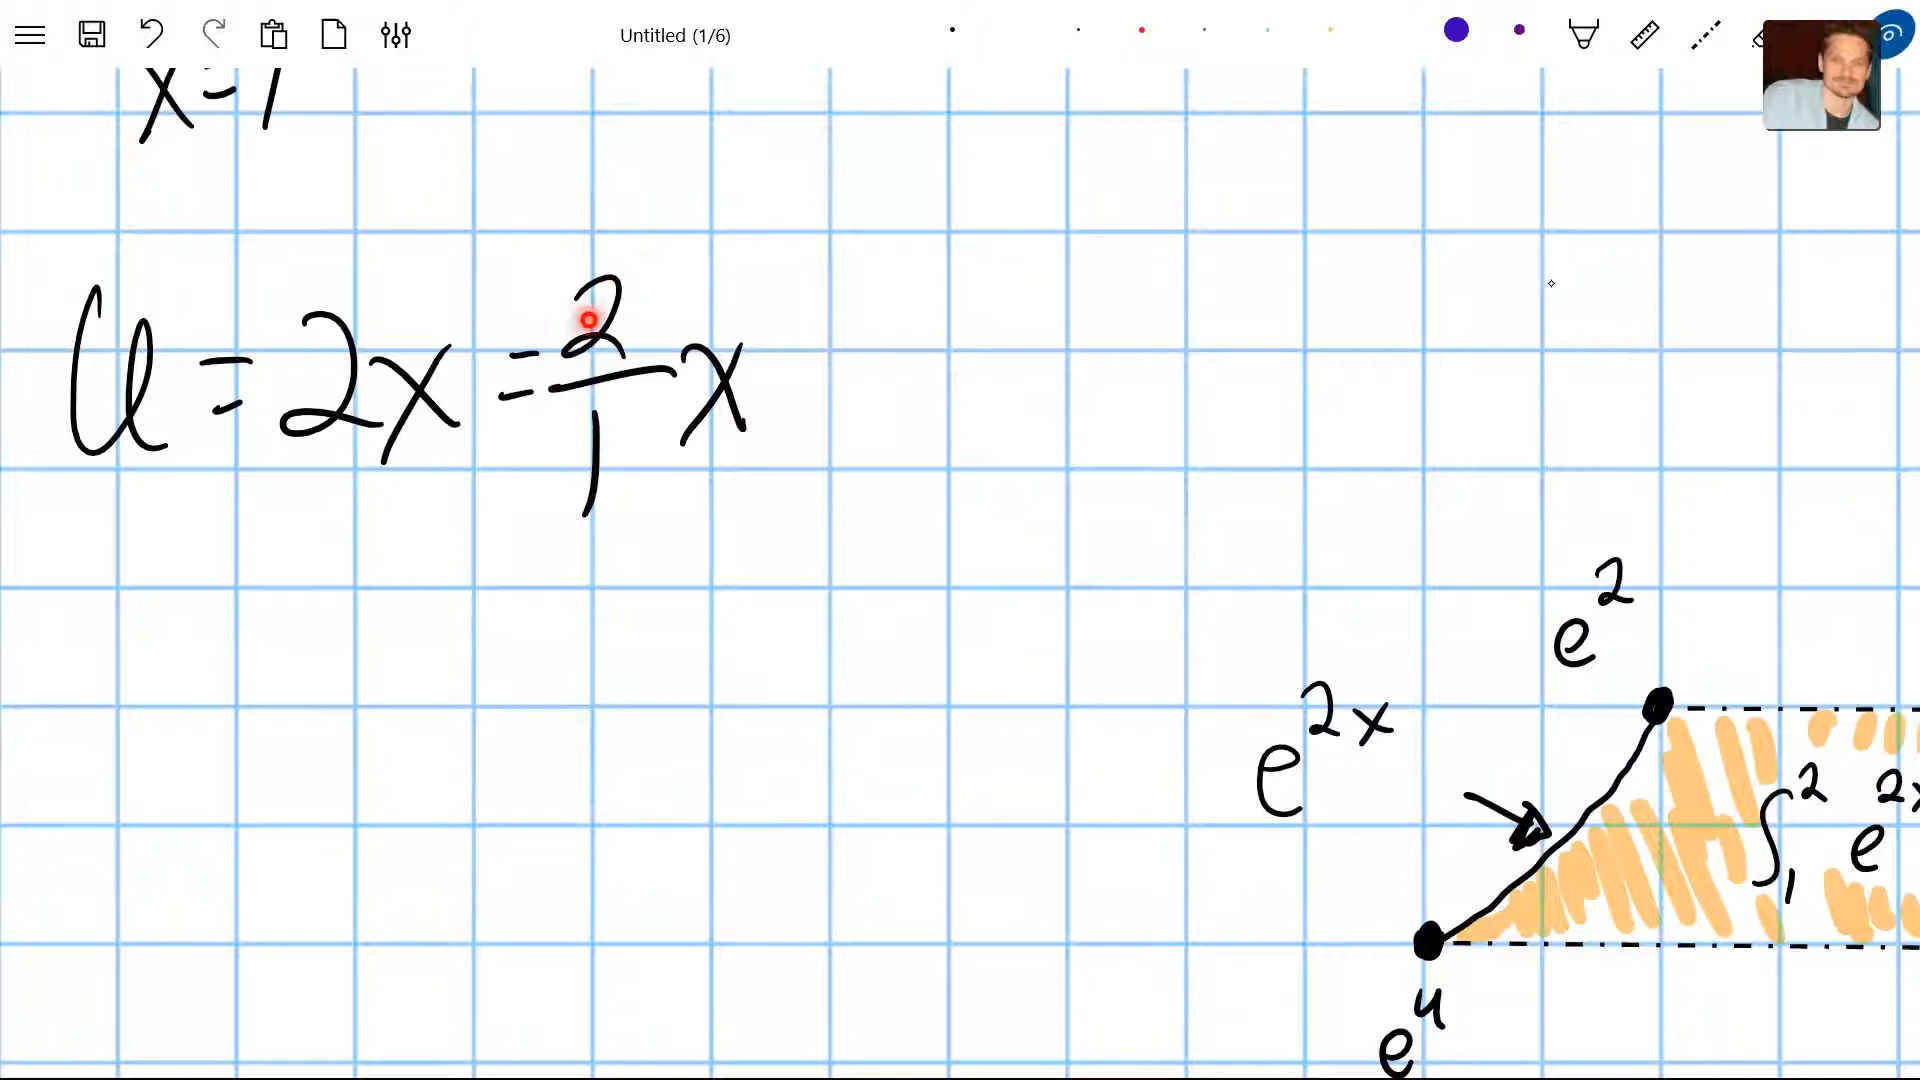 Untitled (1/6)
x=1
u = 2x = 2/1 x
e^2
e^2x
∫_1^2 e^2x
e^4